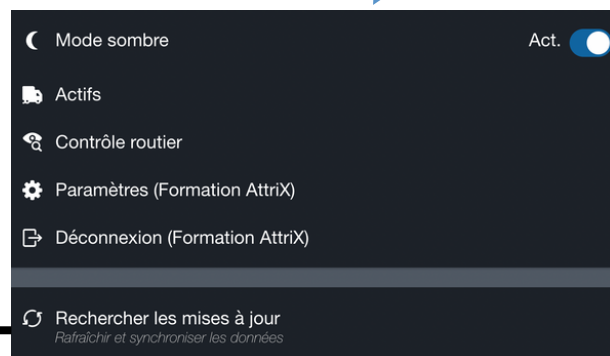 Mode sombre Act.
Actifs
Contrôle routier
Paramètres (Formation AttriX)
Déconnexion (Formation AttriX)
Rechercher les mises à jour
Rafraîchir et synchroniser les données